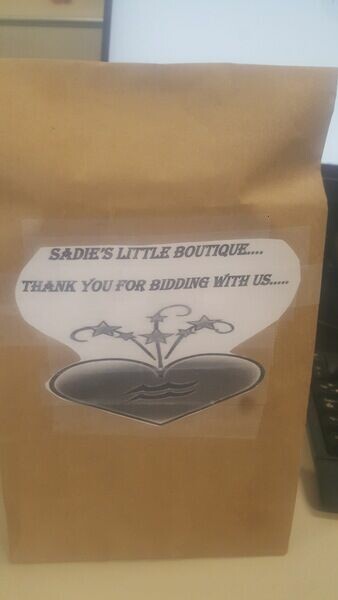 SADIE'S LITTLE BOUTIQUE....
THANK YOU FOR BIDDING WITH US.....